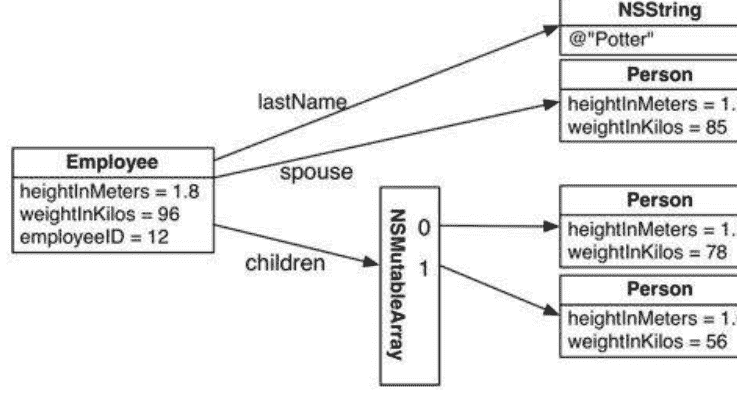 NSString
@"Potter"
Person
heightInMeters = 1.
weightInKilos = 85
lastName
spouse
Employee
heightInMeters = 1.8
weightInKilos = 96
employeeID = 12
children
NSMutableArray
0
1
Person
heightInMeters = 1.
weightInKilos = 78
Person
heightInMeters = 1.
weightInKilos = 56